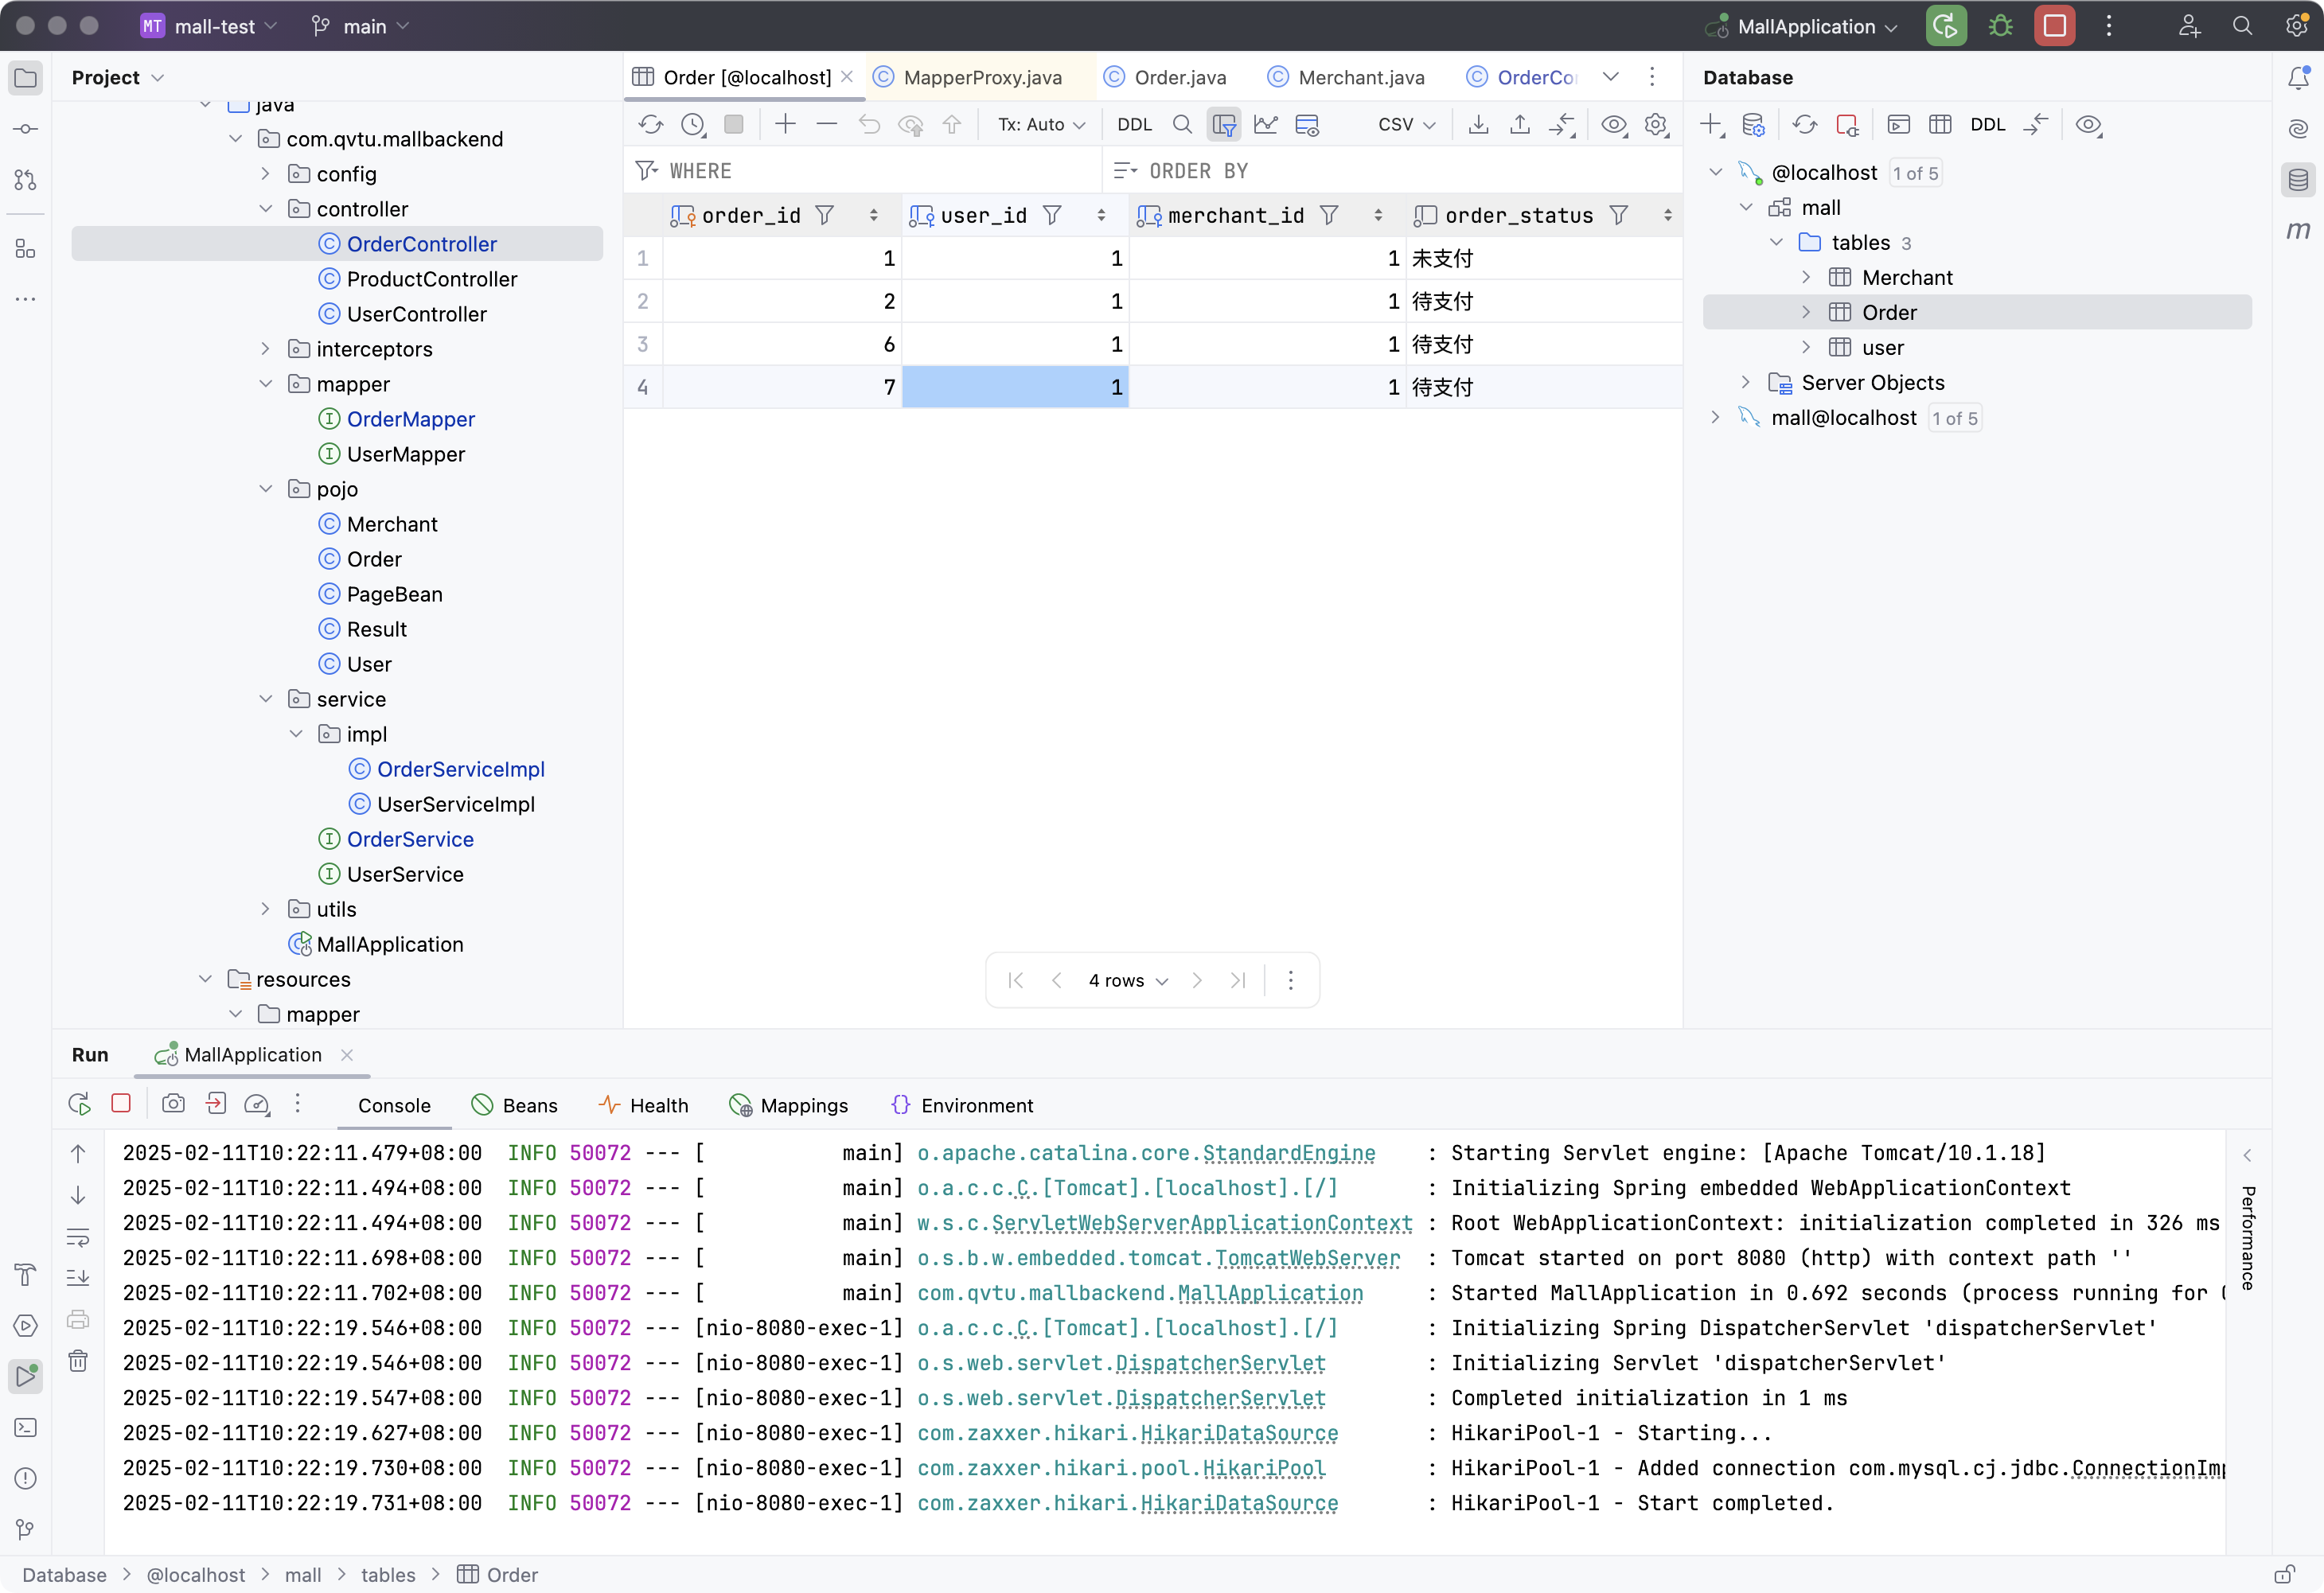 MT mall-test main MallApplication
Project
java
com.qvtu.mallbackend
config
controller
OrderController
ProductController
UserController
interceptors
mapper
OrderMapper
UserMapper
pojo
Merchant
Order
PageBean
Result
User
service
impl
OrderServiceImpl
UserServiceImpl
OrderService
UserService
utils
MallApplication
resources
mapper
Order [@localhost] MapperProxy.java Order.java Merchant.java OrderCo
Tx: Auto DDL CSV
WHERE ORDER BY
order_id user_id merchant_id order_status
1 1 1 1 未支付
2 2 1 1 待支付
3 6 1 1 待支付
4 7 1 1 待支付
4 rows
Database
DDL
@localhost 1 of 5
mall
tables 3
Merchant
Order
user
Server Objects
mall@localhost 1 of 5
m
Run MallApplication
Console Beans Health Mappings Environment
2025-02-11T10:22:11.479+08:00 INFO 50072 --- [ main] o.apache.catalina.core.StandardEngine : Starting Servlet engine: [Apache Tomcat/10.1.18]
2025-02-11T10:22:11.494+08:00 INFO 50072 --- [ main] o.a.c.c.C.[Tomcat].[localhost].[/] : Initializing Spring embedded WebApplicationContext
2025-02-11T10:22:11.494+08:00 INFO 50072 --- [ main] w.s.c.ServletWebServerApplicationContext : Root WebApplicationContext: initialization completed in 326 ms
2025-02-11T10:22:11.698+08:00 INFO 50072 --- [ main] o.s.b.w.embedded.tomcat.TomcatWebServer : Tomcat started on port 8080 (http) with context path ''
2025-02-11T10:22:11.702+08:00 INFO 50072 --- [ main] com.qvtu.mallbackend.MallApplication : Started MallApplication in 0.692 seconds (process running for
2025-02-11T10:22:19.546+08:00 INFO 50072 --- [nio-8080-exec-1] o.a.c.c.C.[Tomcat].[localhost].[/] : Initializing Spring DispatcherServlet 'dispatcherServlet'
2025-02-11T10:22:19.546+08:00 INFO 50072 --- [nio-8080-exec-1] o.s.web.servlet.DispatcherServlet : Initializing Servlet 'dispatcherServlet'
2025-02-11T10:22:19.547+08:00 INFO 50072 --- [nio-8080-exec-1] o.s.web.servlet.DispatcherServlet : Completed initialization in 1 ms
2025-02-11T10:22:19.627+08:00 INFO 50072 --- [nio-8080-exec-1] com.zaxxer.hikari.HikariDataSource : HikariPool-1 - Starting...
2025-02-11T10:22:19.730+08:00 INFO 50072 --- [nio-8080-exec-1] com.zaxxer.hikari.pool.HikariPool : HikariPool-1 - Added connection com.mysql.cj.jdbc.ConnectionImp
2025-02-11T10:22:19.731+08:00 INFO 50072 --- [nio-8080-exec-1] com.zaxxer.hikari.HikariDataSource : HikariPool-1 - Start completed.
Performance
Database > @localhost > mall > tables > Order